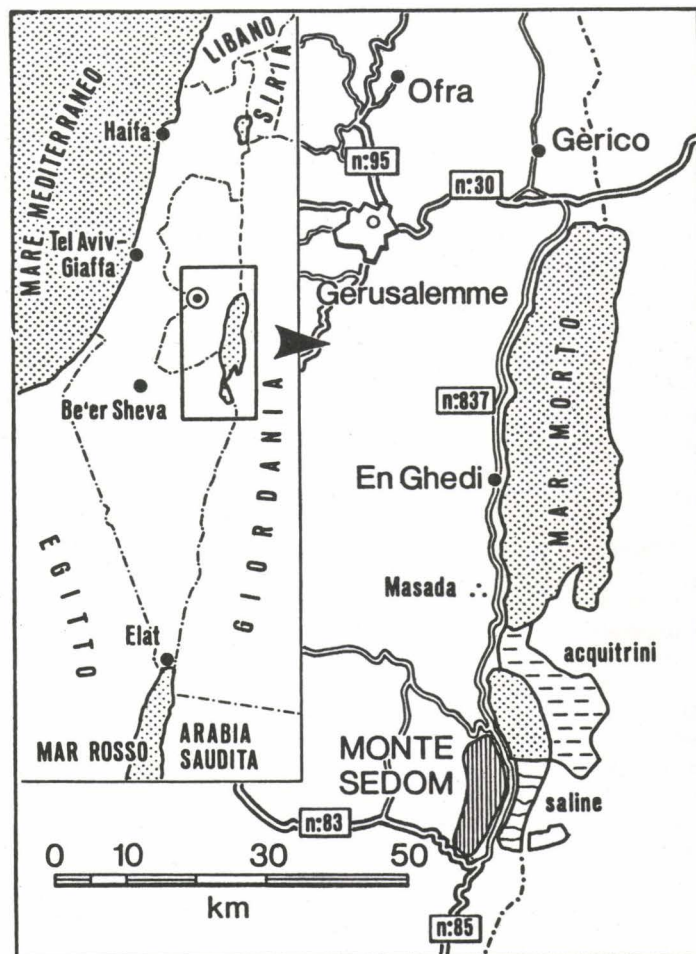 LIBANO
SIRIA
MARE MEDITERRANEO
Haifa
Tel Aviv-
Giaffa
Be'er Sheva
GIORDANIA
EGITTO
Elat
MAR ROSSO
ARABIA
SAUDITA
Ofra
n:95
Gerico
n:30
Gerusalemme
n:837
MAR MORTO
En Ghedi
Masada
acquitrini
MONTE
SEDOM
saline
n:83
0 10 30 50
km
n:85